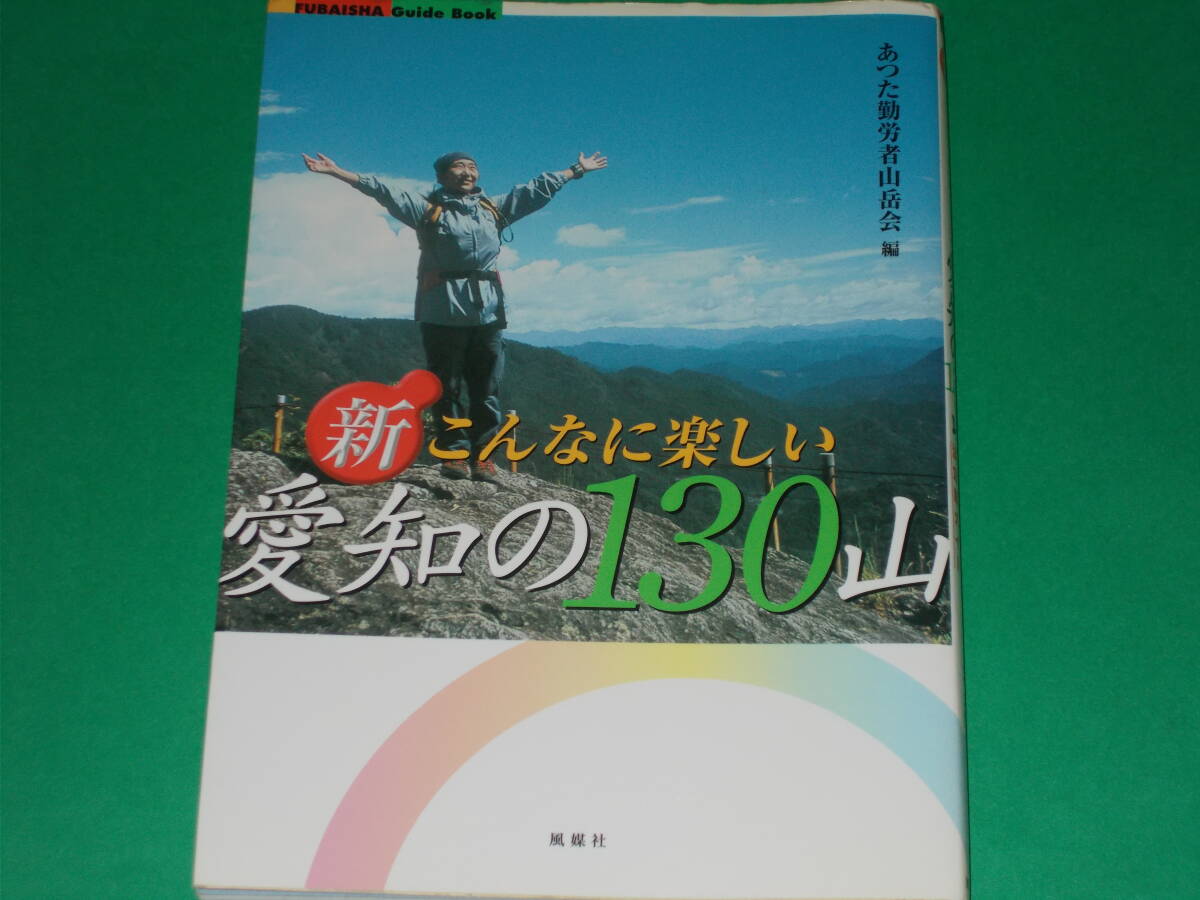 FUBAISHA Guide Book
あつた勤労者山岳会 編
新 こんなに楽しい
愛知の130山
風媒社